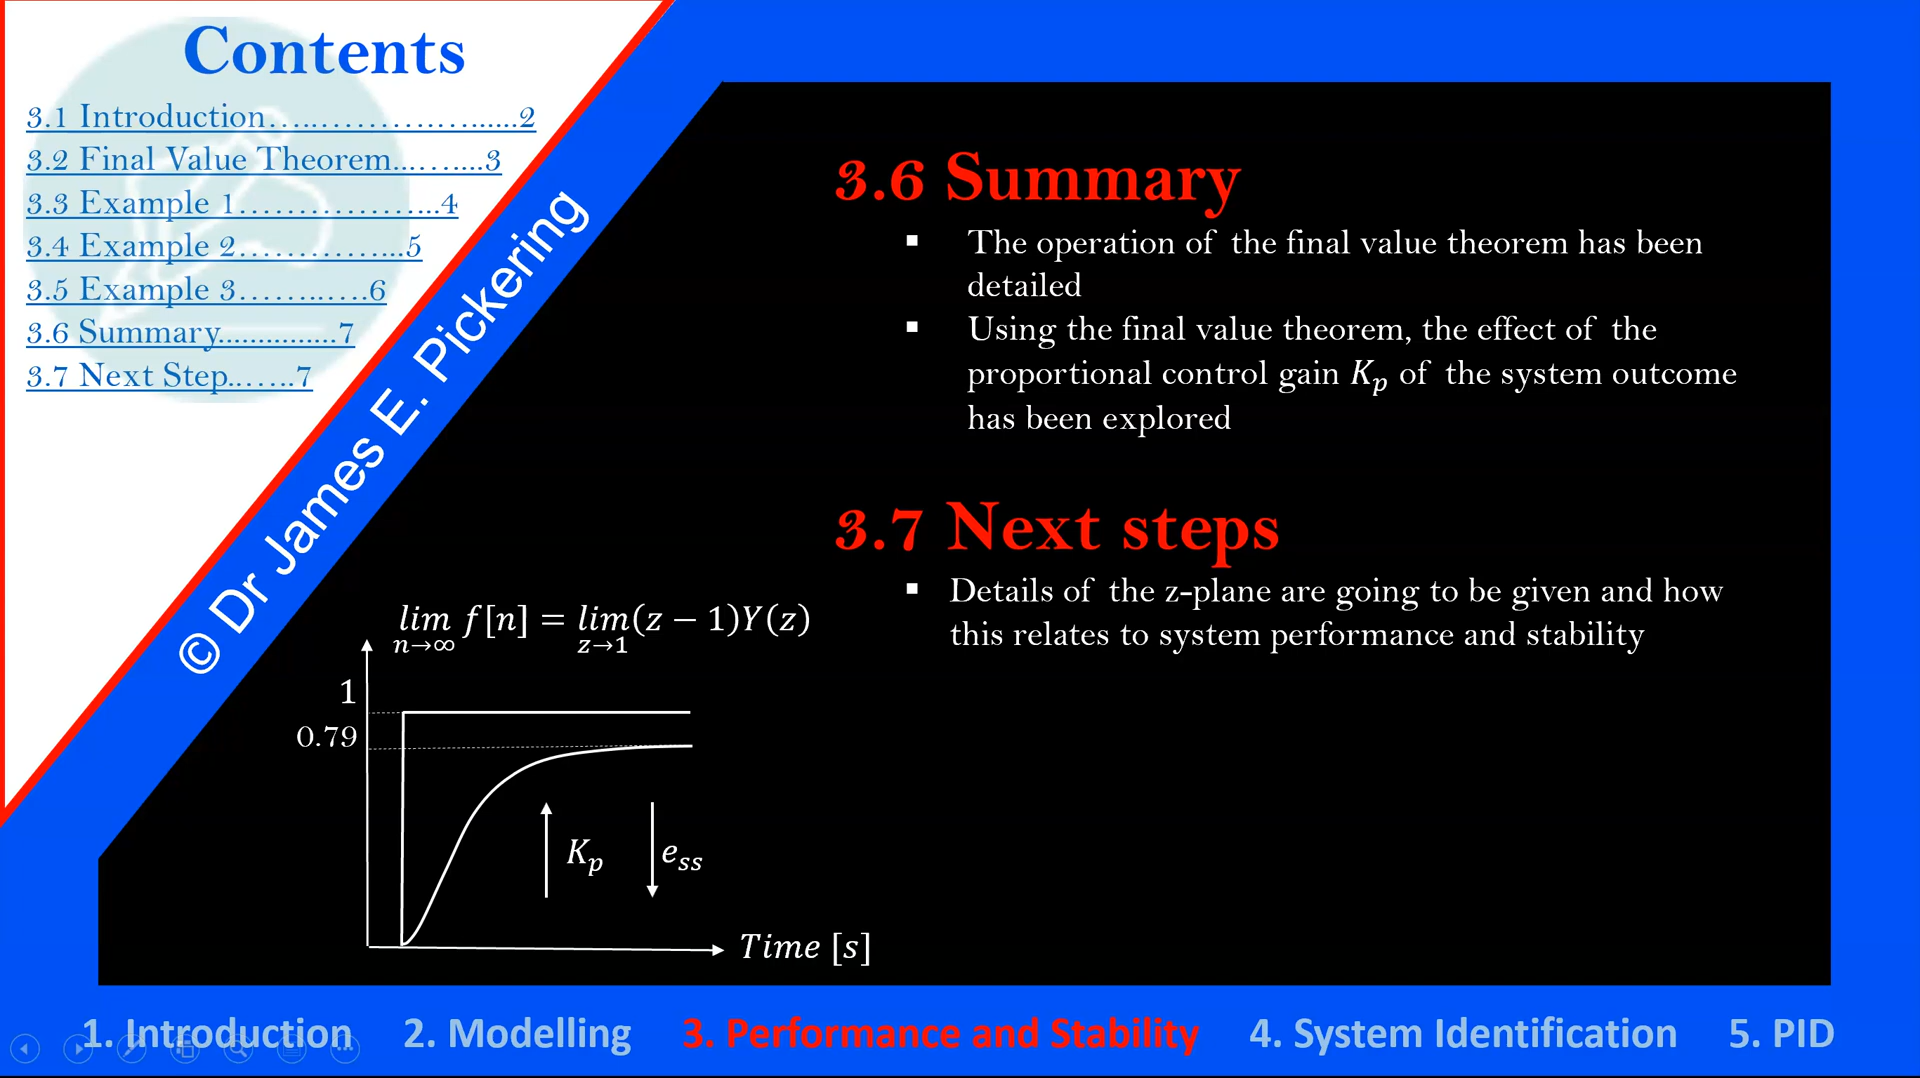 Contents
3.1 Introduction…..……….…......2
3.2 Final Value Theorem...…....3
3.3 Example 1……………...4
3.4 Example 2…………...5
3.5 Example 3……..….6
3.6 Summary...............7
3.7 Next Step..…..7
© Dr James E. Pickering
3.6 Summary
▪ The operation of the final value theorem has been
detailed
▪ Using the final value theorem, the effect of the
proportional control gain Kₚ of the system outcome
has been explored
3.7 Next steps
▪ Details of the z-plane are going to be given and how
this relates to system performance and stability
lim f[n] = lim(z − 1)Y(z)
n→∞ z→1
1
0.79
Kₚ eₛₛ
Time [s]
1. Introduction 2. Modelling 3. Performance and Stability 4. System Identification 5. PID